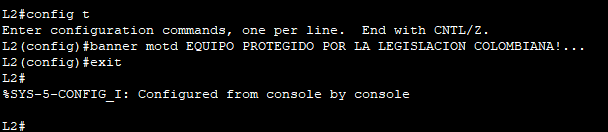 L2#config t
Enter configuration commands, one per line.  End with CNTL/Z.
L2(config)#banner motd EQUIPO PROTEGIDO POR LA LEGISLACION COLOMBIANA!...
L2(config)#exit
L2#
%SYS-5-CONFIG_I: Configured from console by console
L2#